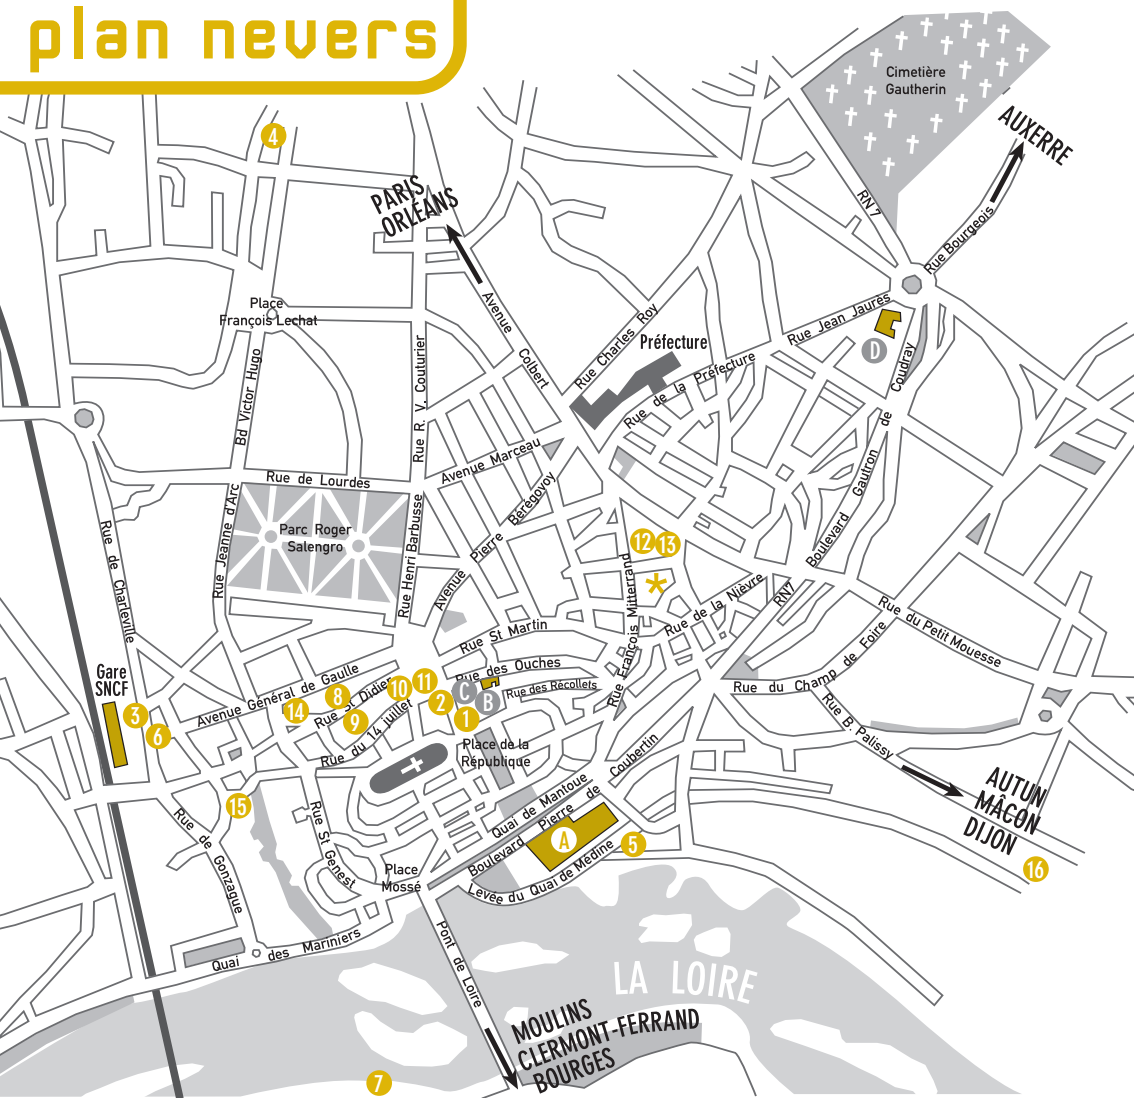 plan nevers
Cimetière
Gautherin
AUXERRE
4
PARIS
ORLÉANS
RN 7
Rue Bourgeois
Place
François Lechat
Avenue
Colbert
Rue Charles Roy
Préfecture
Rue Jean Jaurès
D
Rue de la Préfecture
Bd Victor Hugo
Rue R. V. Couturier
Boulevard Gautron de Coudray
Avenue Marceau
Rue de Lourdes
Parc Roger
Salengro
Rue Jeanne d'Arc
Rue Henri Barbusse
Avenue Pierre Bérégovoy
Rue de Charleville
12
13
*
Rue François Mitterrand
Rue de la Nièvre
RN7
Rue du Petit Mouesse
Rue St Martin
Rue des Ouches
Rue des Récollets
Rue du Champ de Foire
Rue B. Palissy
Gare
SNCF
3
6
Avenue Général de Gaulle
14
8
Rue St Didier
9
10
11
2
C
B
1
Rue du 14 juillet
Place de la
République
15
Rue de Gonzague
Rue St Genest
Quai de Mantoue
Boulevard Pierre de Coubertin
A
5
Levée du Quai de Médine
Place
Mossé
AUTUN
MÂCON
DIJON
16
Quai des Mariniers
Pont de Loire
LA LOIRE
MOULINS
CLERMONT-FERRAND
BOURGES
7